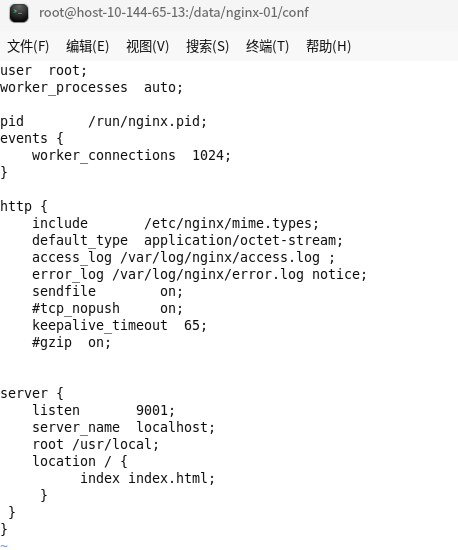 root@host-10-144-65-13:/data/nginx-01/conf
文件(F) 编辑(E) 视图(V) 搜索(S) 终端(T) 帮助(H)
user  root;
worker_processes  auto;

pid        /run/nginx.pid;
events {
    worker_connections  1024;
}

http {
    include       /etc/nginx/mime.types;
    default_type  application/octet-stream;
    access_log /var/log/nginx/access.log ;
    error_log /var/log/nginx/error.log notice;
    sendfile        on;
    #tcp_nopush     on;
    keepalive_timeout  65;
    #gzip  on;


server {
    listen       9001;
    server_name  localhost;
    root /usr/local;
    location / {
          index index.html;
     }
 }
}
~